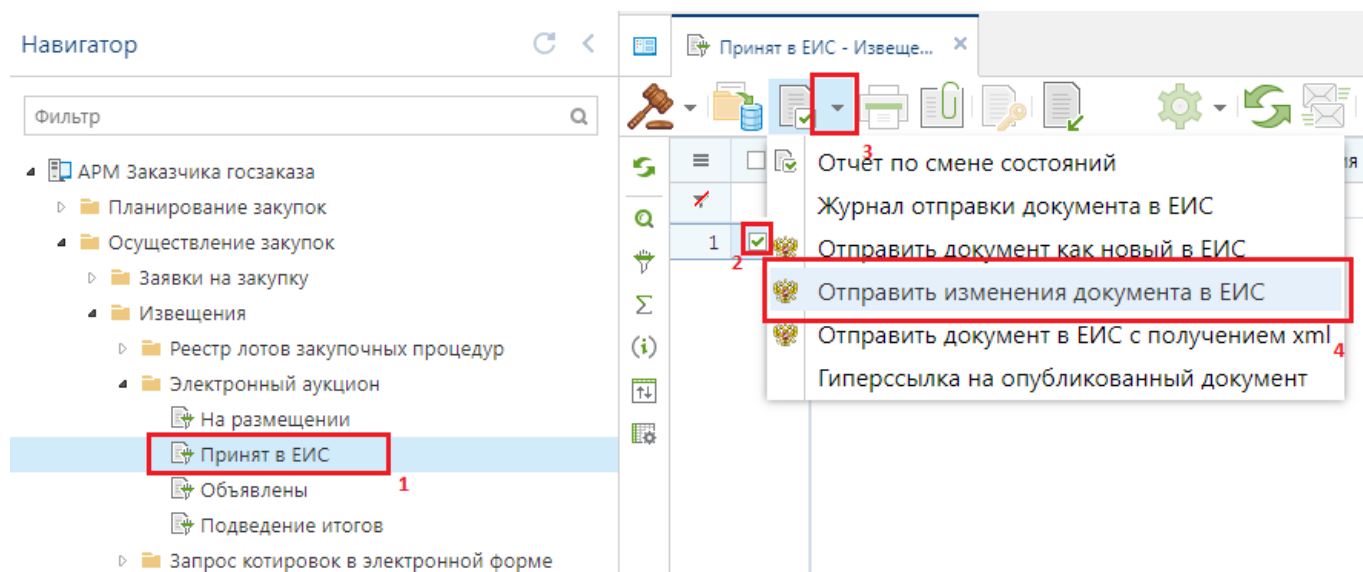 Навигатор
Фильтр
АРМ Заказчика госзаказа
Планирование закупок
Осуществление закупок
Заявки на закупку
Извещения
Реестр лотов закупочных процедур
Электронный аукцион
На размещении
Принят в ЕИС
1
Объявлены
Подведение итогов
Запрос котировок в электронной форме
Принят в ЕИС - Извеще...
3
Отчет по смене состояний
ия
Журнал отправки документа в ЕИС
1
2
Отправить документ как новый в ЕИС
Отправить изменения документа в ЕИС
Отправить документ в ЕИС с получением xml
4
Гиперссылка на опубликованный документ